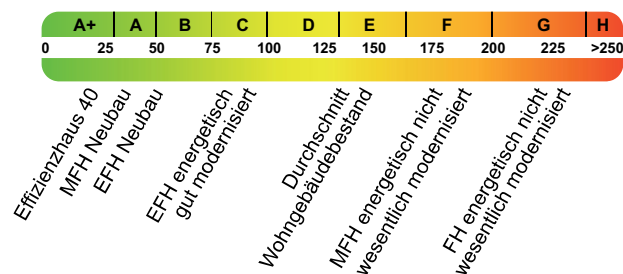 A+ A B C D E F G H
0 25 50 75 100 125 150 175 200 225 >250
Effizienzhaus 40
MFH Neubau
EFH Neubau
EFH energetisch
gut modernisiert
Durchschnitt
Wohngebäudebestand
MFH energetisch nicht
wesentlich modernisiert
FH energetisch nicht
wesentlich modernisiert